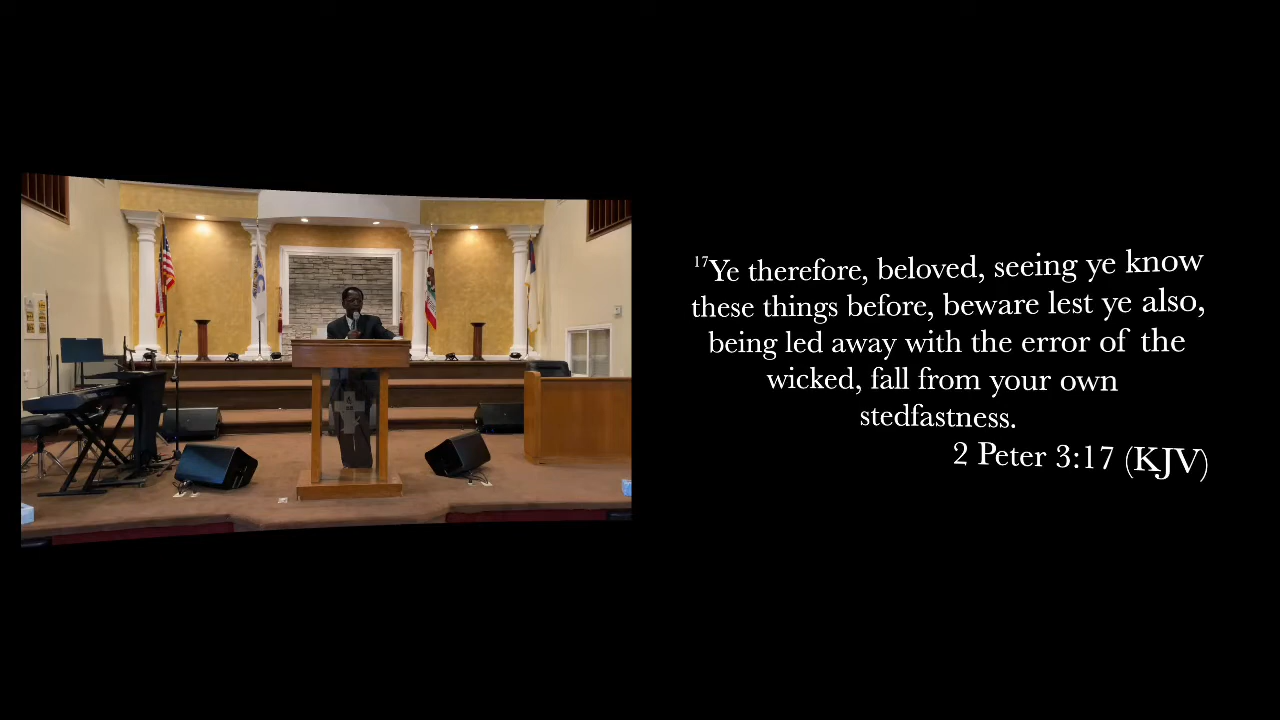 17Ye therefore, beloved, seeing ye know
these things before, beware lest ye also,
being led away with the error of the
wicked, fall from your own
stedfastness.
2 Peter 3:17 (KJV)